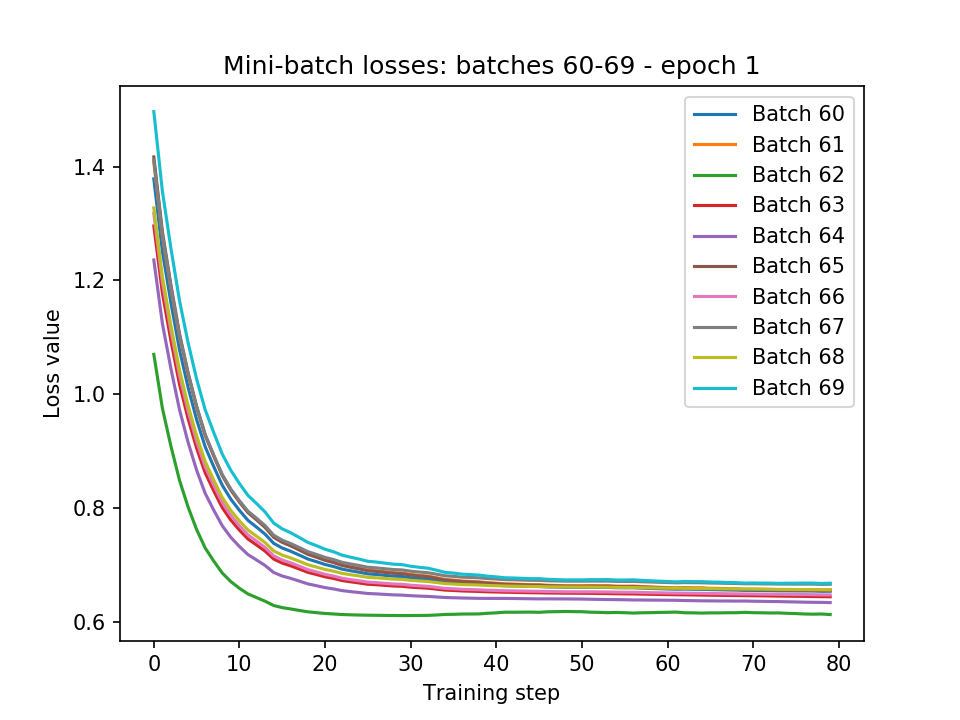 Mini-batch losses: batches 60-69 - epoch 1
Loss value
1.4
1.2
1.0
0.8
0.6
Batch 60
Batch 61
Batch 62
Batch 63
Batch 64
Batch 65
Batch 66
Batch 67
Batch 68
Batch 69
0 10 20 30 40 50 60 70 80
Training step